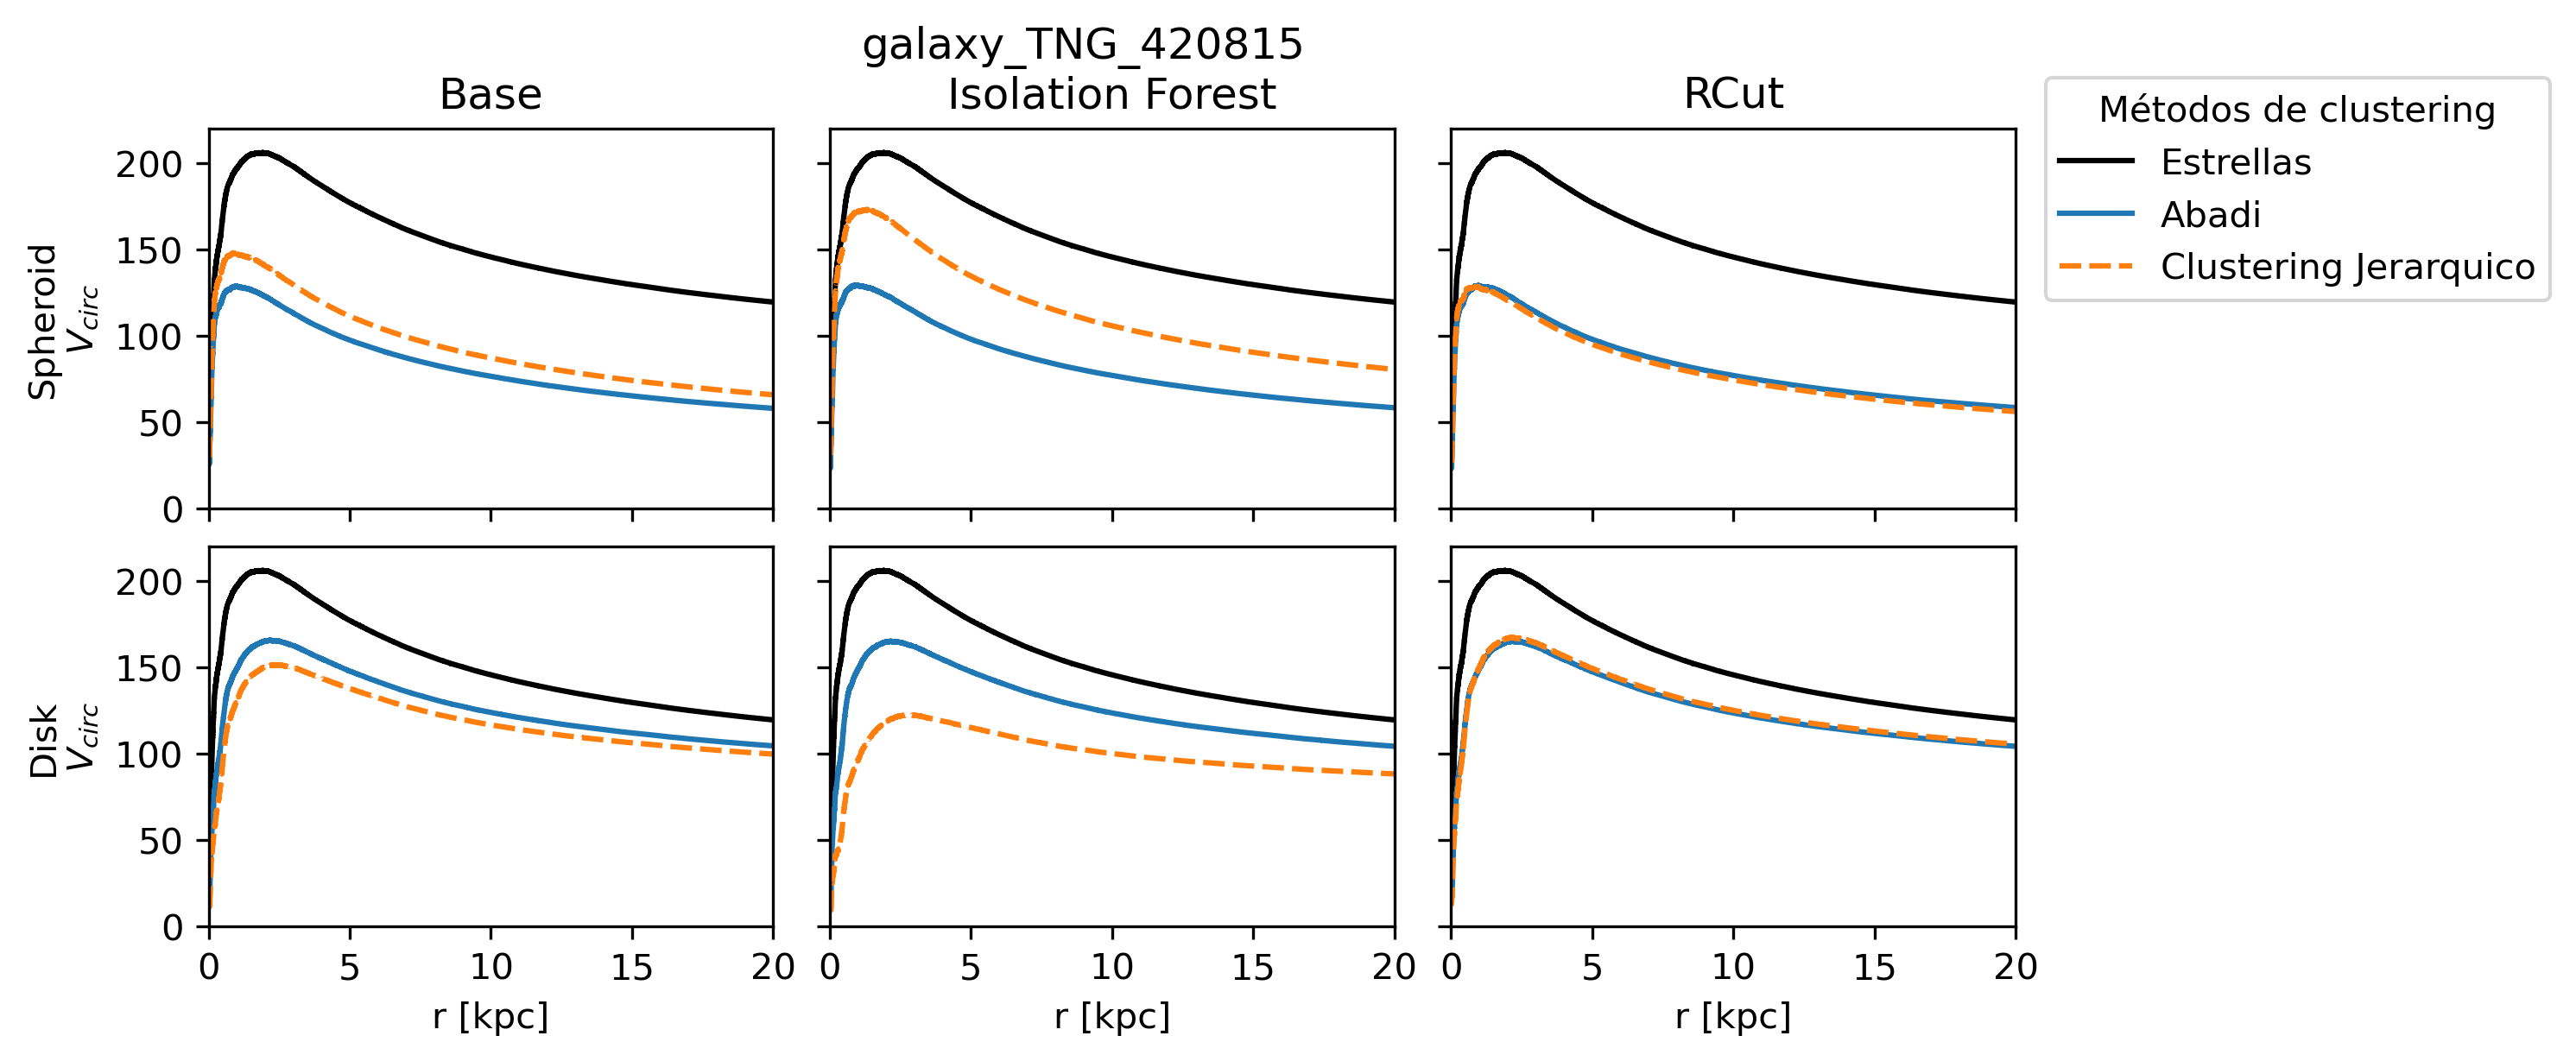 galaxy_TNG_420815
Base
Isolation Forest
RCut
Métodos de clustering
Estrellas
Abadi
Clustering Jerarquico
Spheroid
V_circ
200
150
100
50
0
Disk
V_circ
200
150
100
50
0
0 5 10 15 20
0 5 10 15 20
0 5 10 15 20
r [kpc]
r [kpc]
r [kpc]